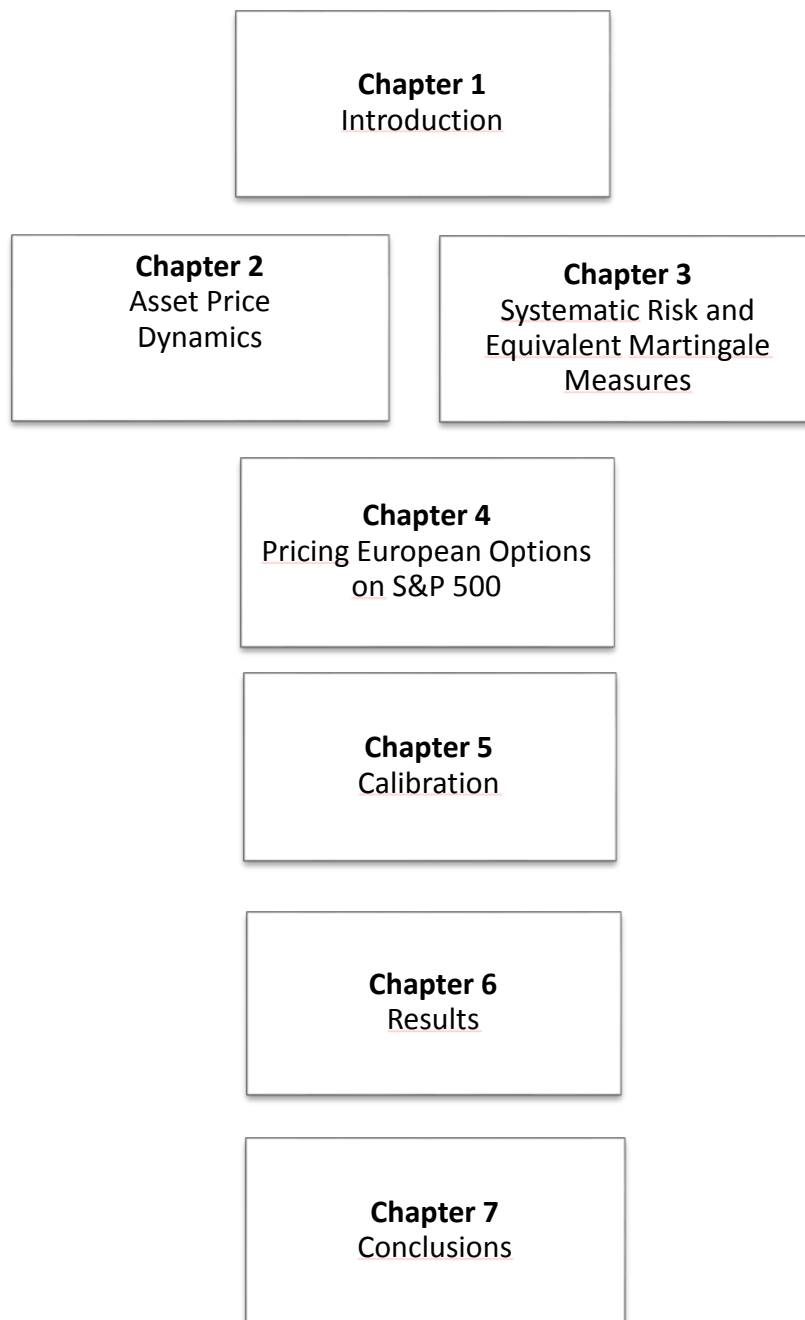 Chapter 1
Introduction
Chapter 2
Asset Price
Dynamics
Chapter 3
Systematic Risk and
Equivalent Martingale
Measures
Chapter 4
Pricing European Options
on S&P 500
Chapter 5
Calibration
Chapter 6
Results
Chapter 7
Conclusions